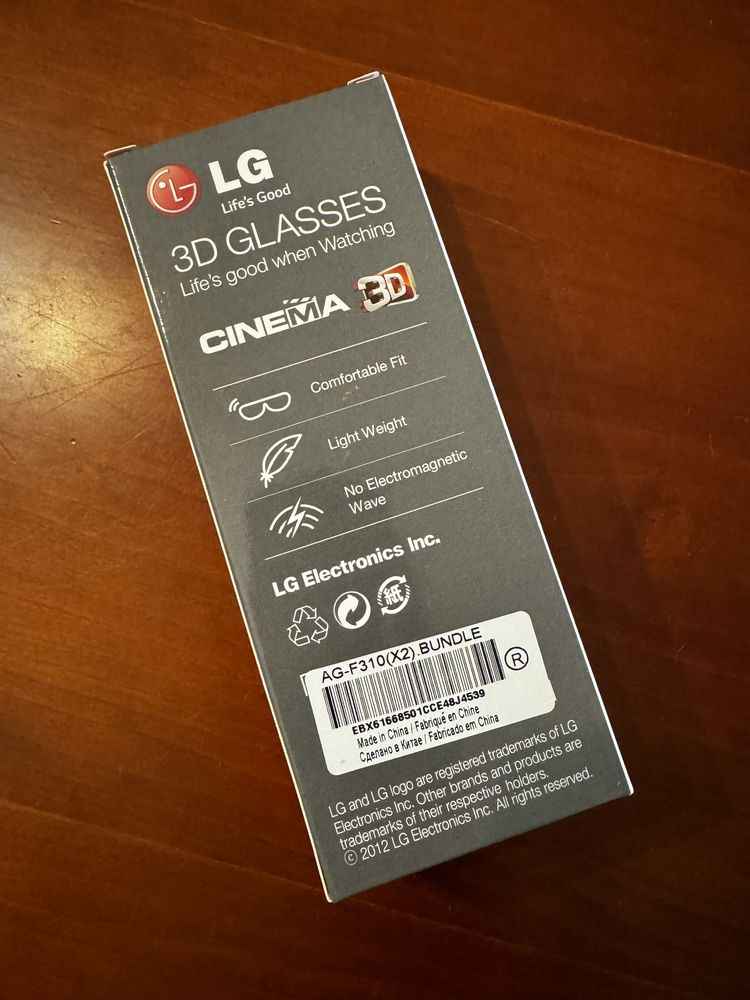 LG
Life's Good
3D GLASSES
Life's good when Watching
CINEMA 3D
Comfortable Fit
Light Weight
No Electromagnetic
Wave
LG Electronics Inc.
紙
AG-F310(X2).BUNDLE
®
EBX61668501CCE48J4539
Made in China / Fabriqué en Chine
Сделано в Китае / Fabricado em China
LG and LG logo are registered trademarks of LG
Electronics Inc. Other brands and products are
trademarks of their respective holders.
© 2012 LG Electronics Inc. All rights reserved.